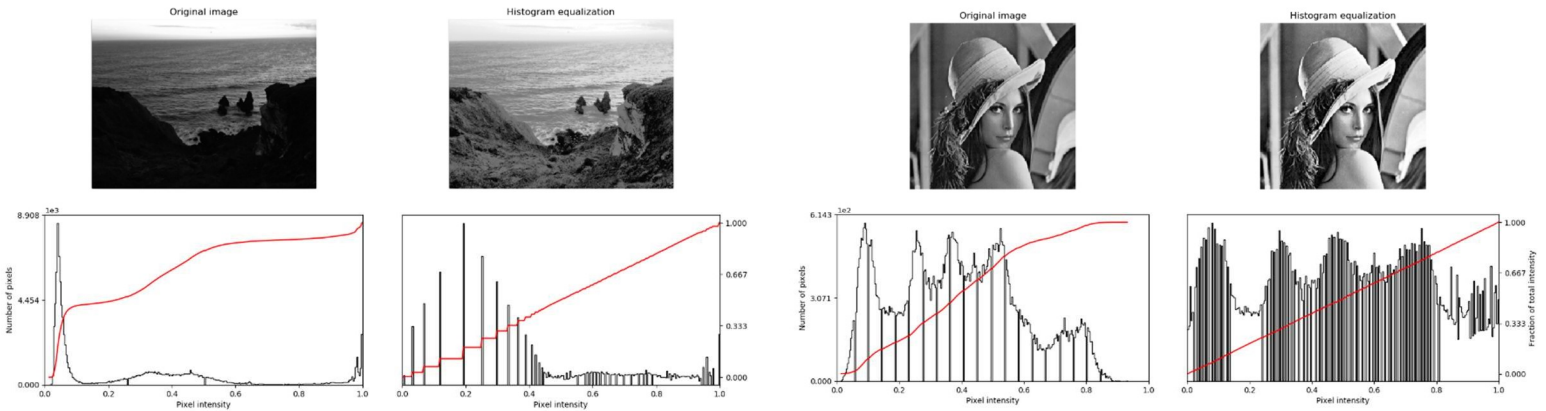 Original image
Histogram equalization
1e3
8.908
4.454
0.000
Number of pixels
0.0 0.2 0.4 0.6 0.8 1.0
Pixel intensity
0.0 0.2 0.4 0.6 0.8 1.0
Pixel intensity
1.000
0.667
0.333
0.000
Original image
Histogram equalization
1e2
6.143
3.071
0.000
Number of pixels
0.0 0.2 0.4 0.6 0.8 1.0
Pixel intensity
0.0 0.2 0.4 0.6 0.8 1.0
Pixel intensity
1.000
0.667
0.333
0.000
Fraction of total intensity